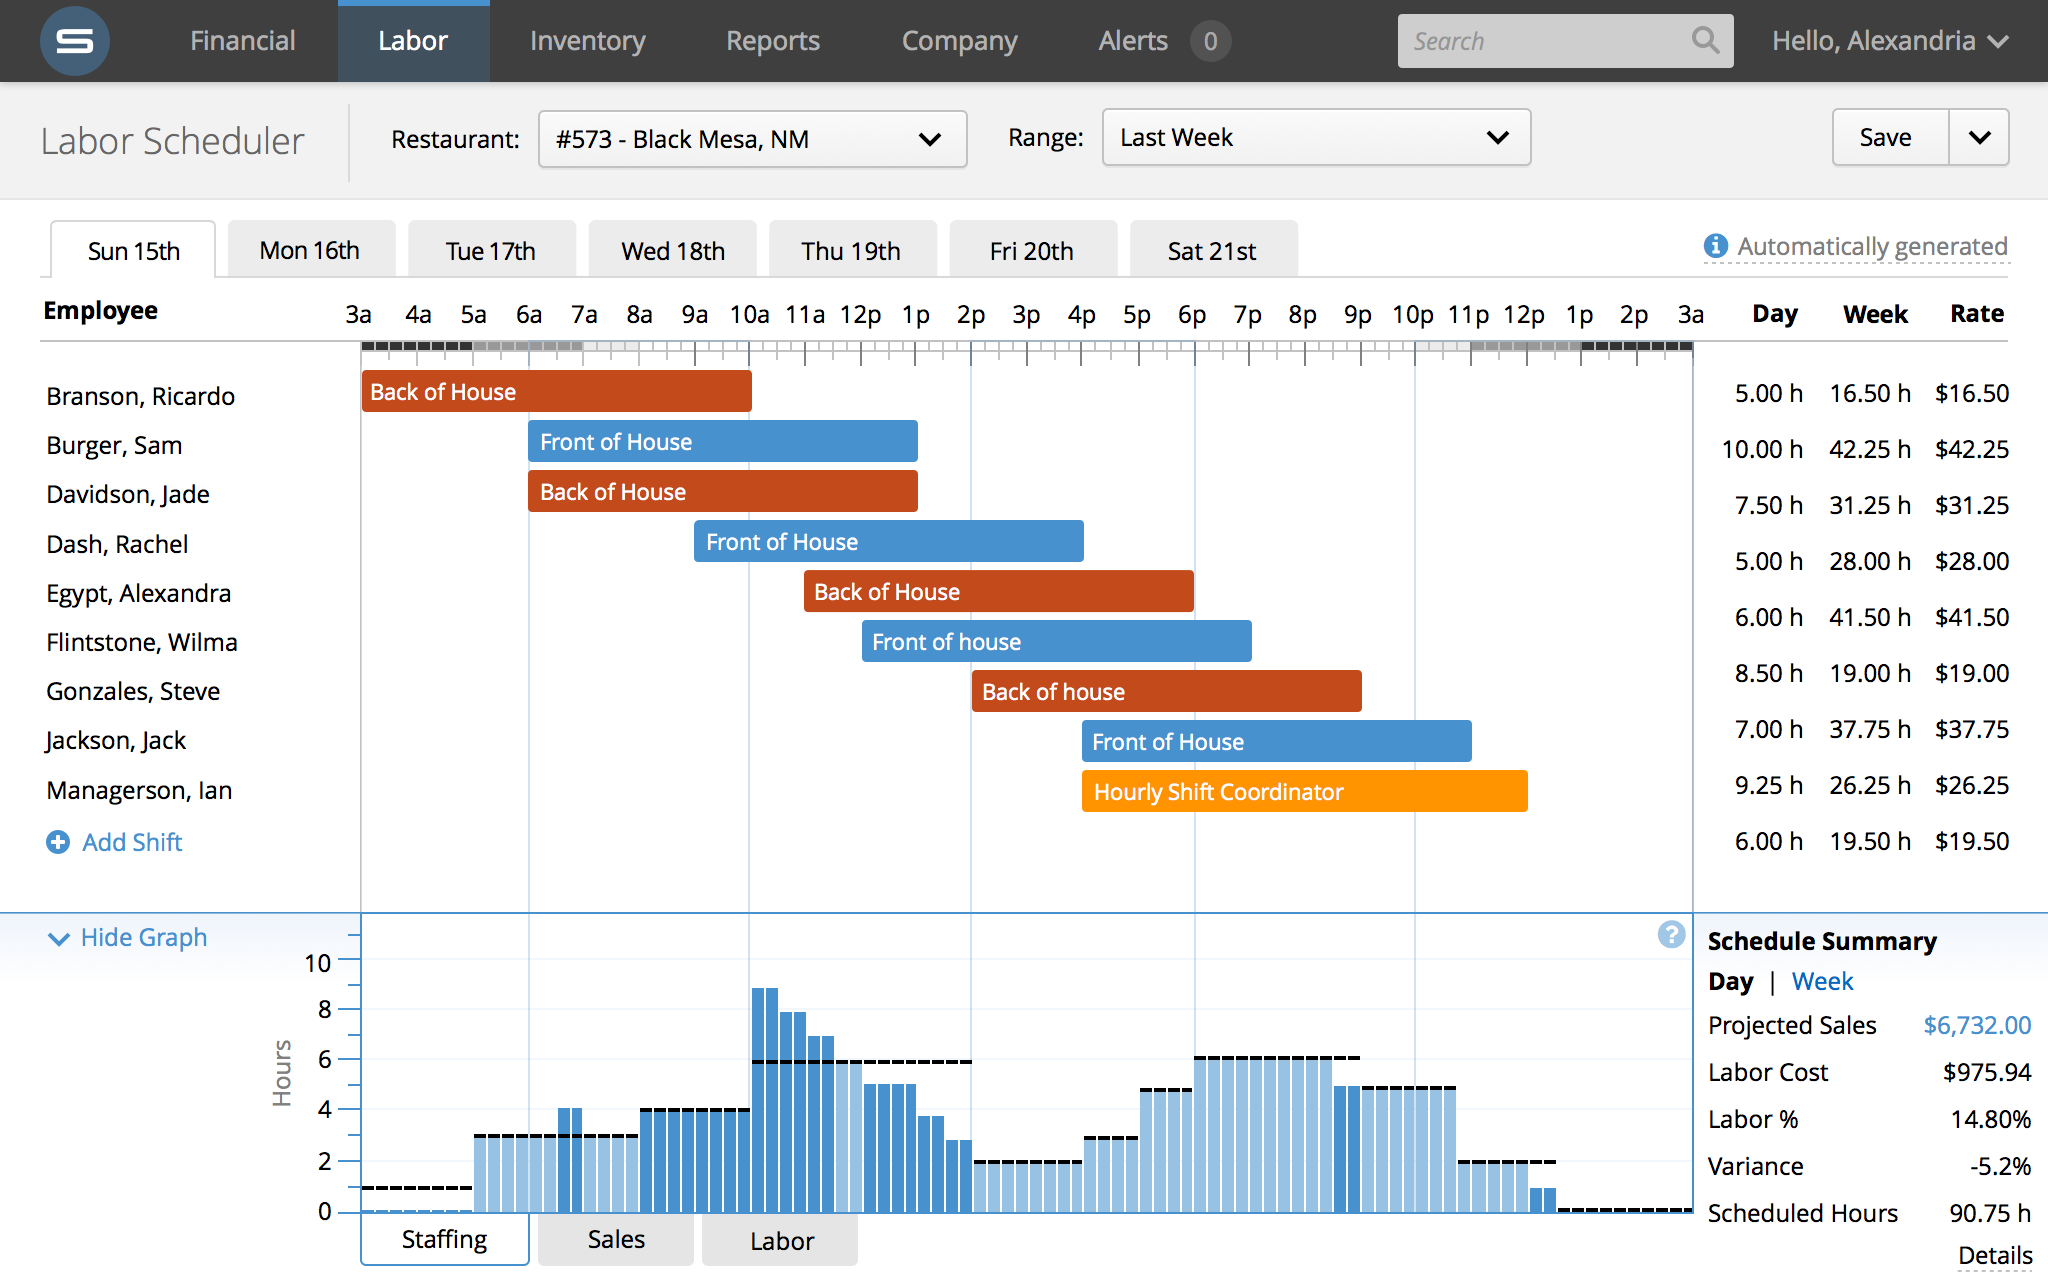 S Financial Labor Inventory Reports Company Alerts 0 Search Hello, Alexandria
Labor Scheduler Restaurant: #573 - Black Mesa, NM Range: Last Week Save
Sun 15th Mon 16th Tue 17th Wed 18th Thu 19th Fri 20th Sat 21st Automatically generated
Employee 3a 4a 5a 6a 7a 8a 9a 10a 11a 12p 1p 2p 3p 4p 5p 6p 7p 8p 9p 10p 11p 12p 1p 2p 3a Day Week Rate
Branson, Ricardo Back of House 5.00 h 16.50 h $16.50
Burger, Sam Front of House 10.00 h 42.25 h $42.25
Davidson, Jade Back of House 7.50 h 31.25 h $31.25
Dash, Rachel Front of House 5.00 h 28.00 h $28.00
Egypt, Alexandra Back of House 6.00 h 41.50 h $41.50
Flintstone, Wilma Front of house 8.50 h 19.00 h $19.00
Gonzales, Steve Back of house 7.00 h 37.75 h $37.75
Jackson, Jack Front of House 9.25 h 26.25 h $26.25
Managerson, Ian Hourly Shift Coordinator 6.00 h 19.50 h $19.50
Add Shift
Hide Graph
Hours
10
8
6
4
2
0
?
Staffing Sales Labor
Schedule Summary
Day | Week
Projected Sales $6,732.00
Labor Cost $975.94
Labor % 14.80%
Variance -5.2%
Scheduled Hours 90.75 h
Details